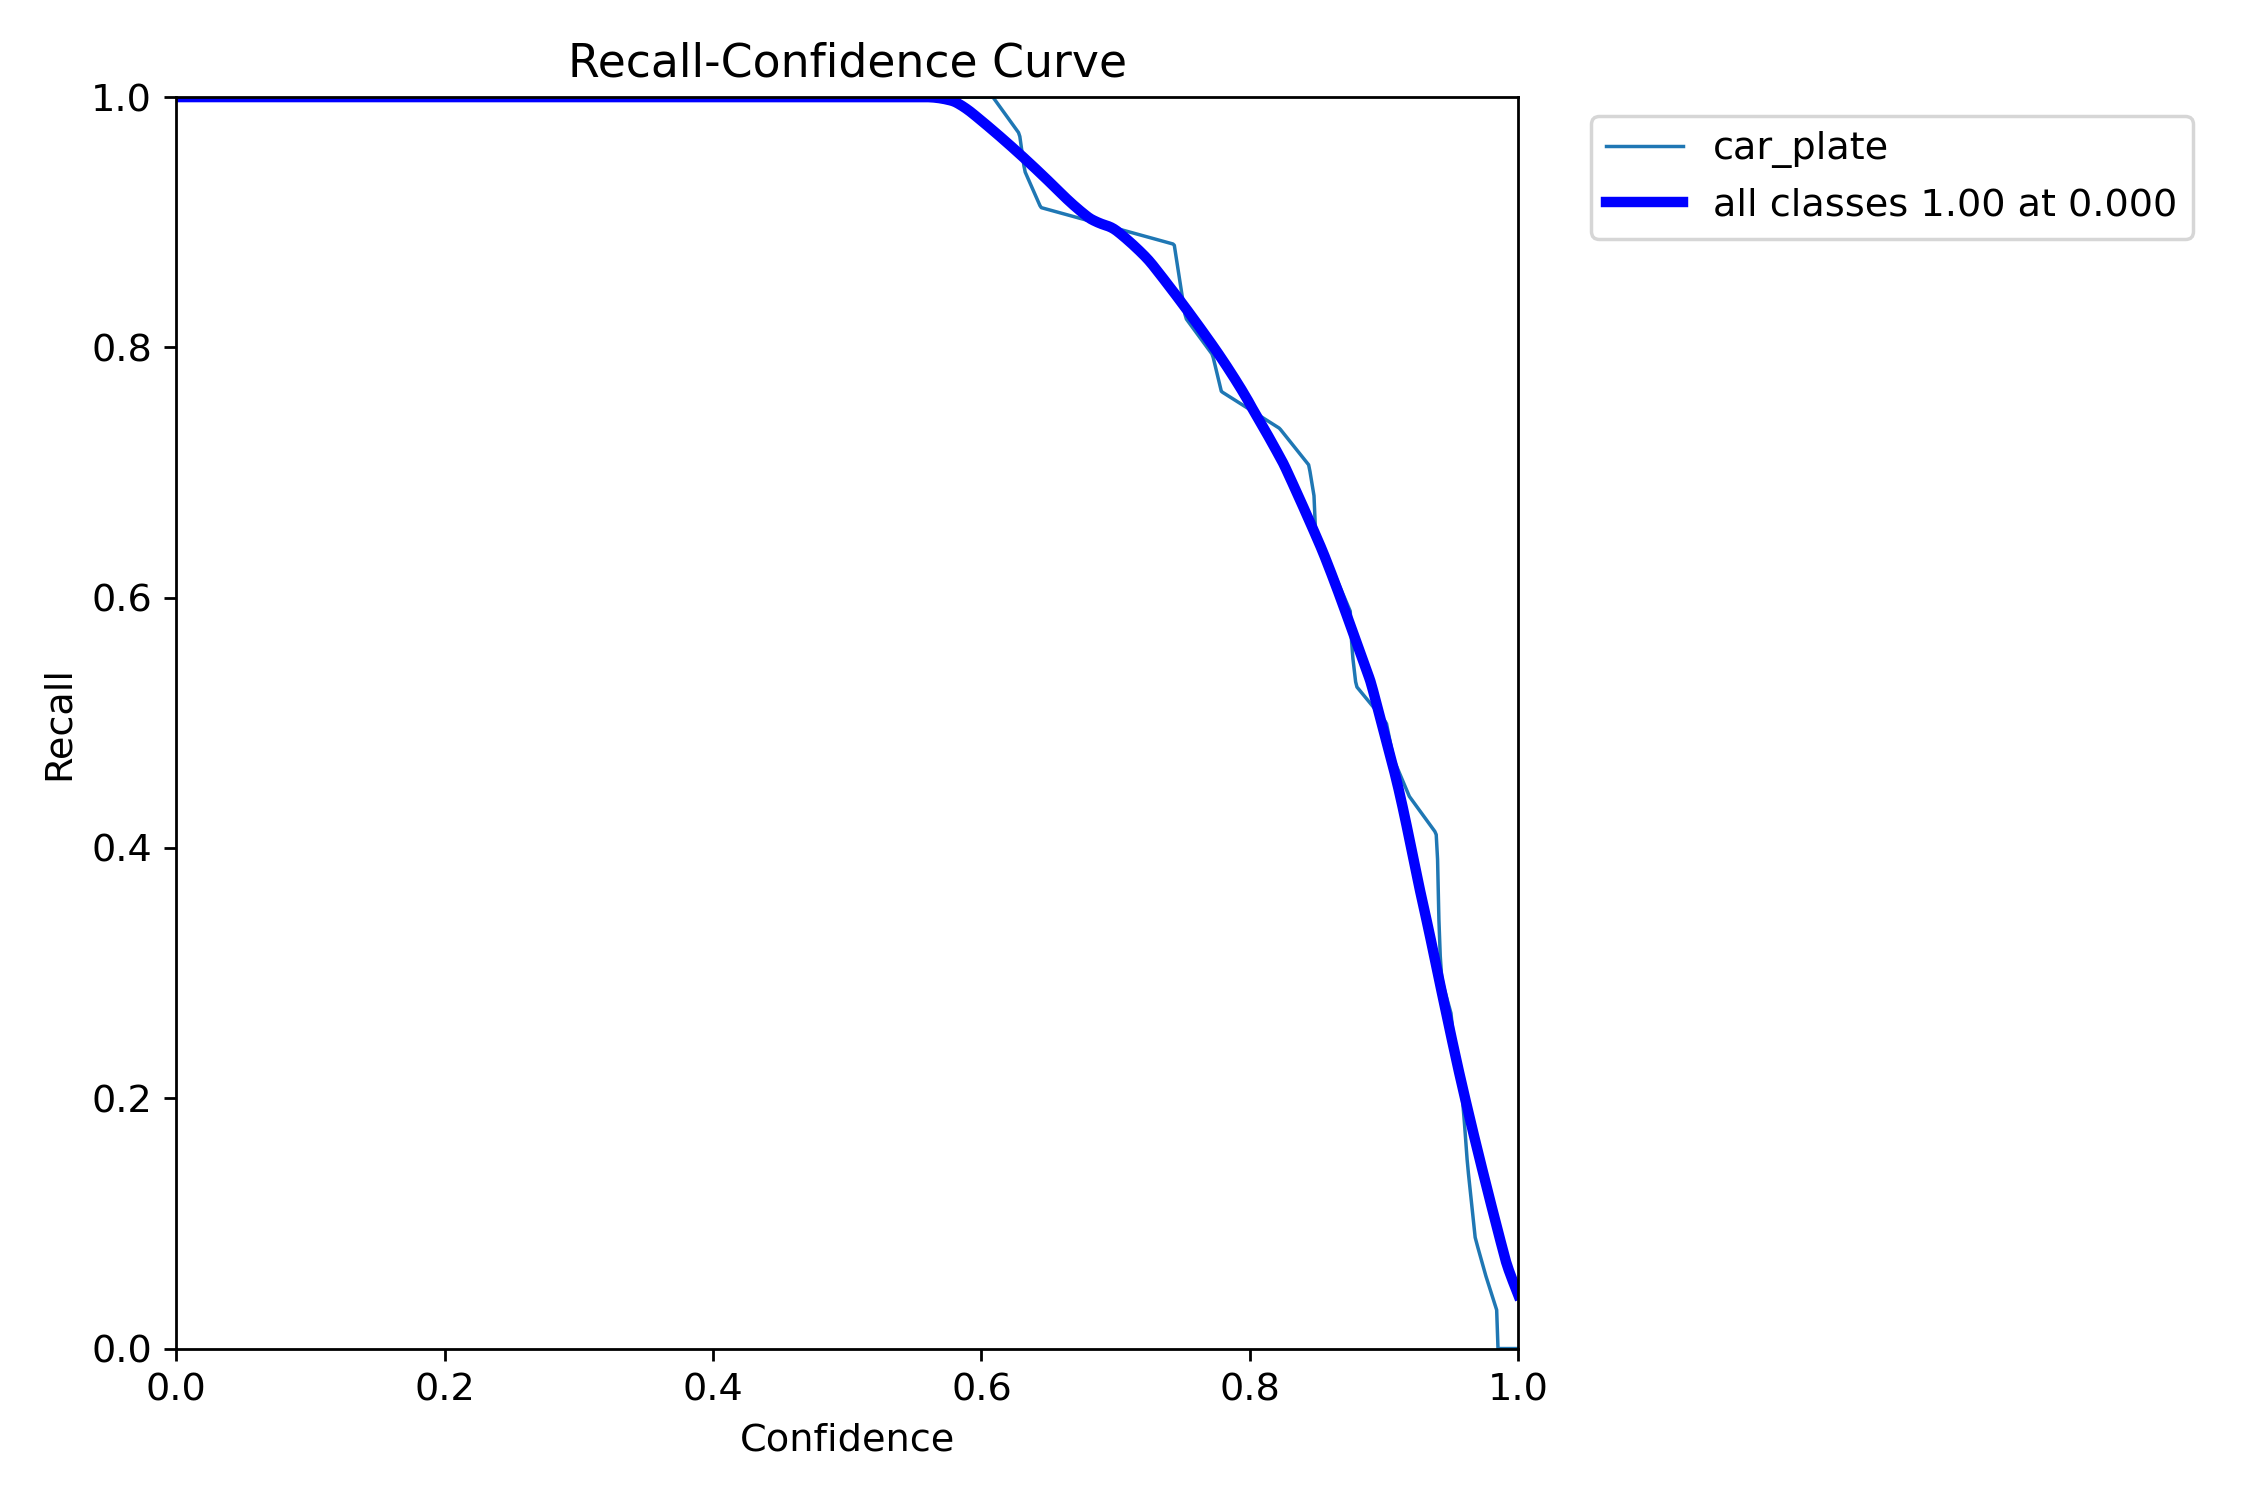 Recall-Confidence Curve
1.0
0.8
0.6
0.4
0.2
0.0
Recall
0.0 0.2 0.4 0.6 0.8 1.0
Confidence
car_plate
all classes 1.00 at 0.000